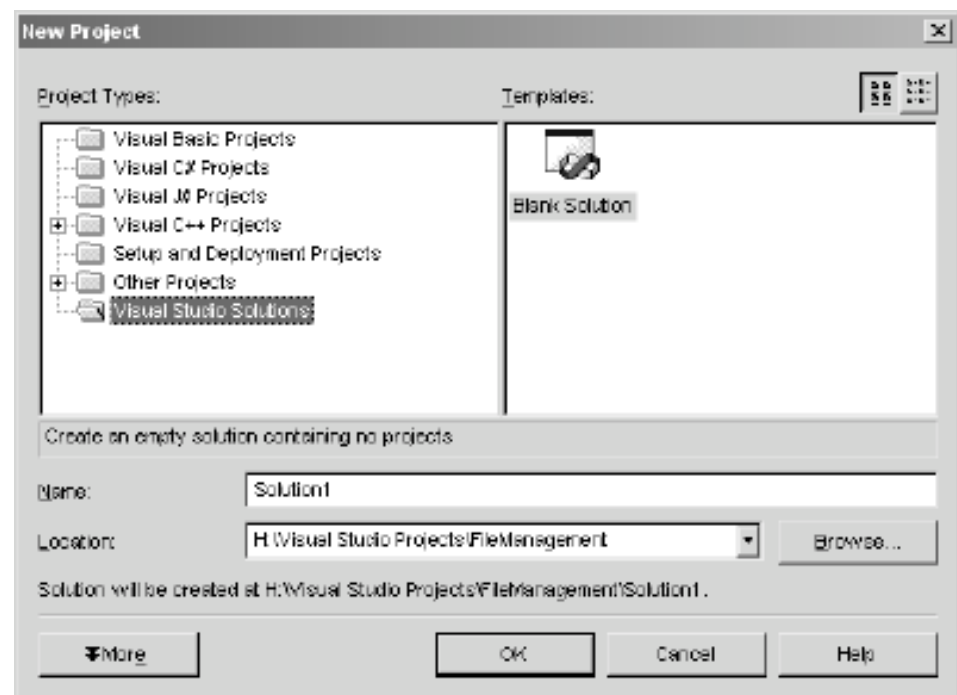 New Project
Project Types:
Templates:
Visual Basic Projects
Visual C# Projects
Visual J# Projects
Visual C++ Projects
Setup and Deployment Projects
Other Projects
Visual Studio Solutions
Blank Solution
Create an empty solution containing no projects
Name:
Solution1
Location:
H:\Visual Studio Projects\FileManagement
Browse...
Solution will be created at H:\Visual Studio Projects\FileManagement\Solution1.
More
OK
Cancel
Help